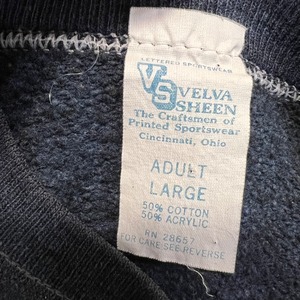 LETTERED SPORTSWEAR
VS VELVA
SHEEN
The Craftsmen of
Printed Sportswear
Cincinnati, Ohio
ADULT
LARGE
50% COTTON
50% ACRYLIC
RN 28657
FOR CARE SEE REVERSE